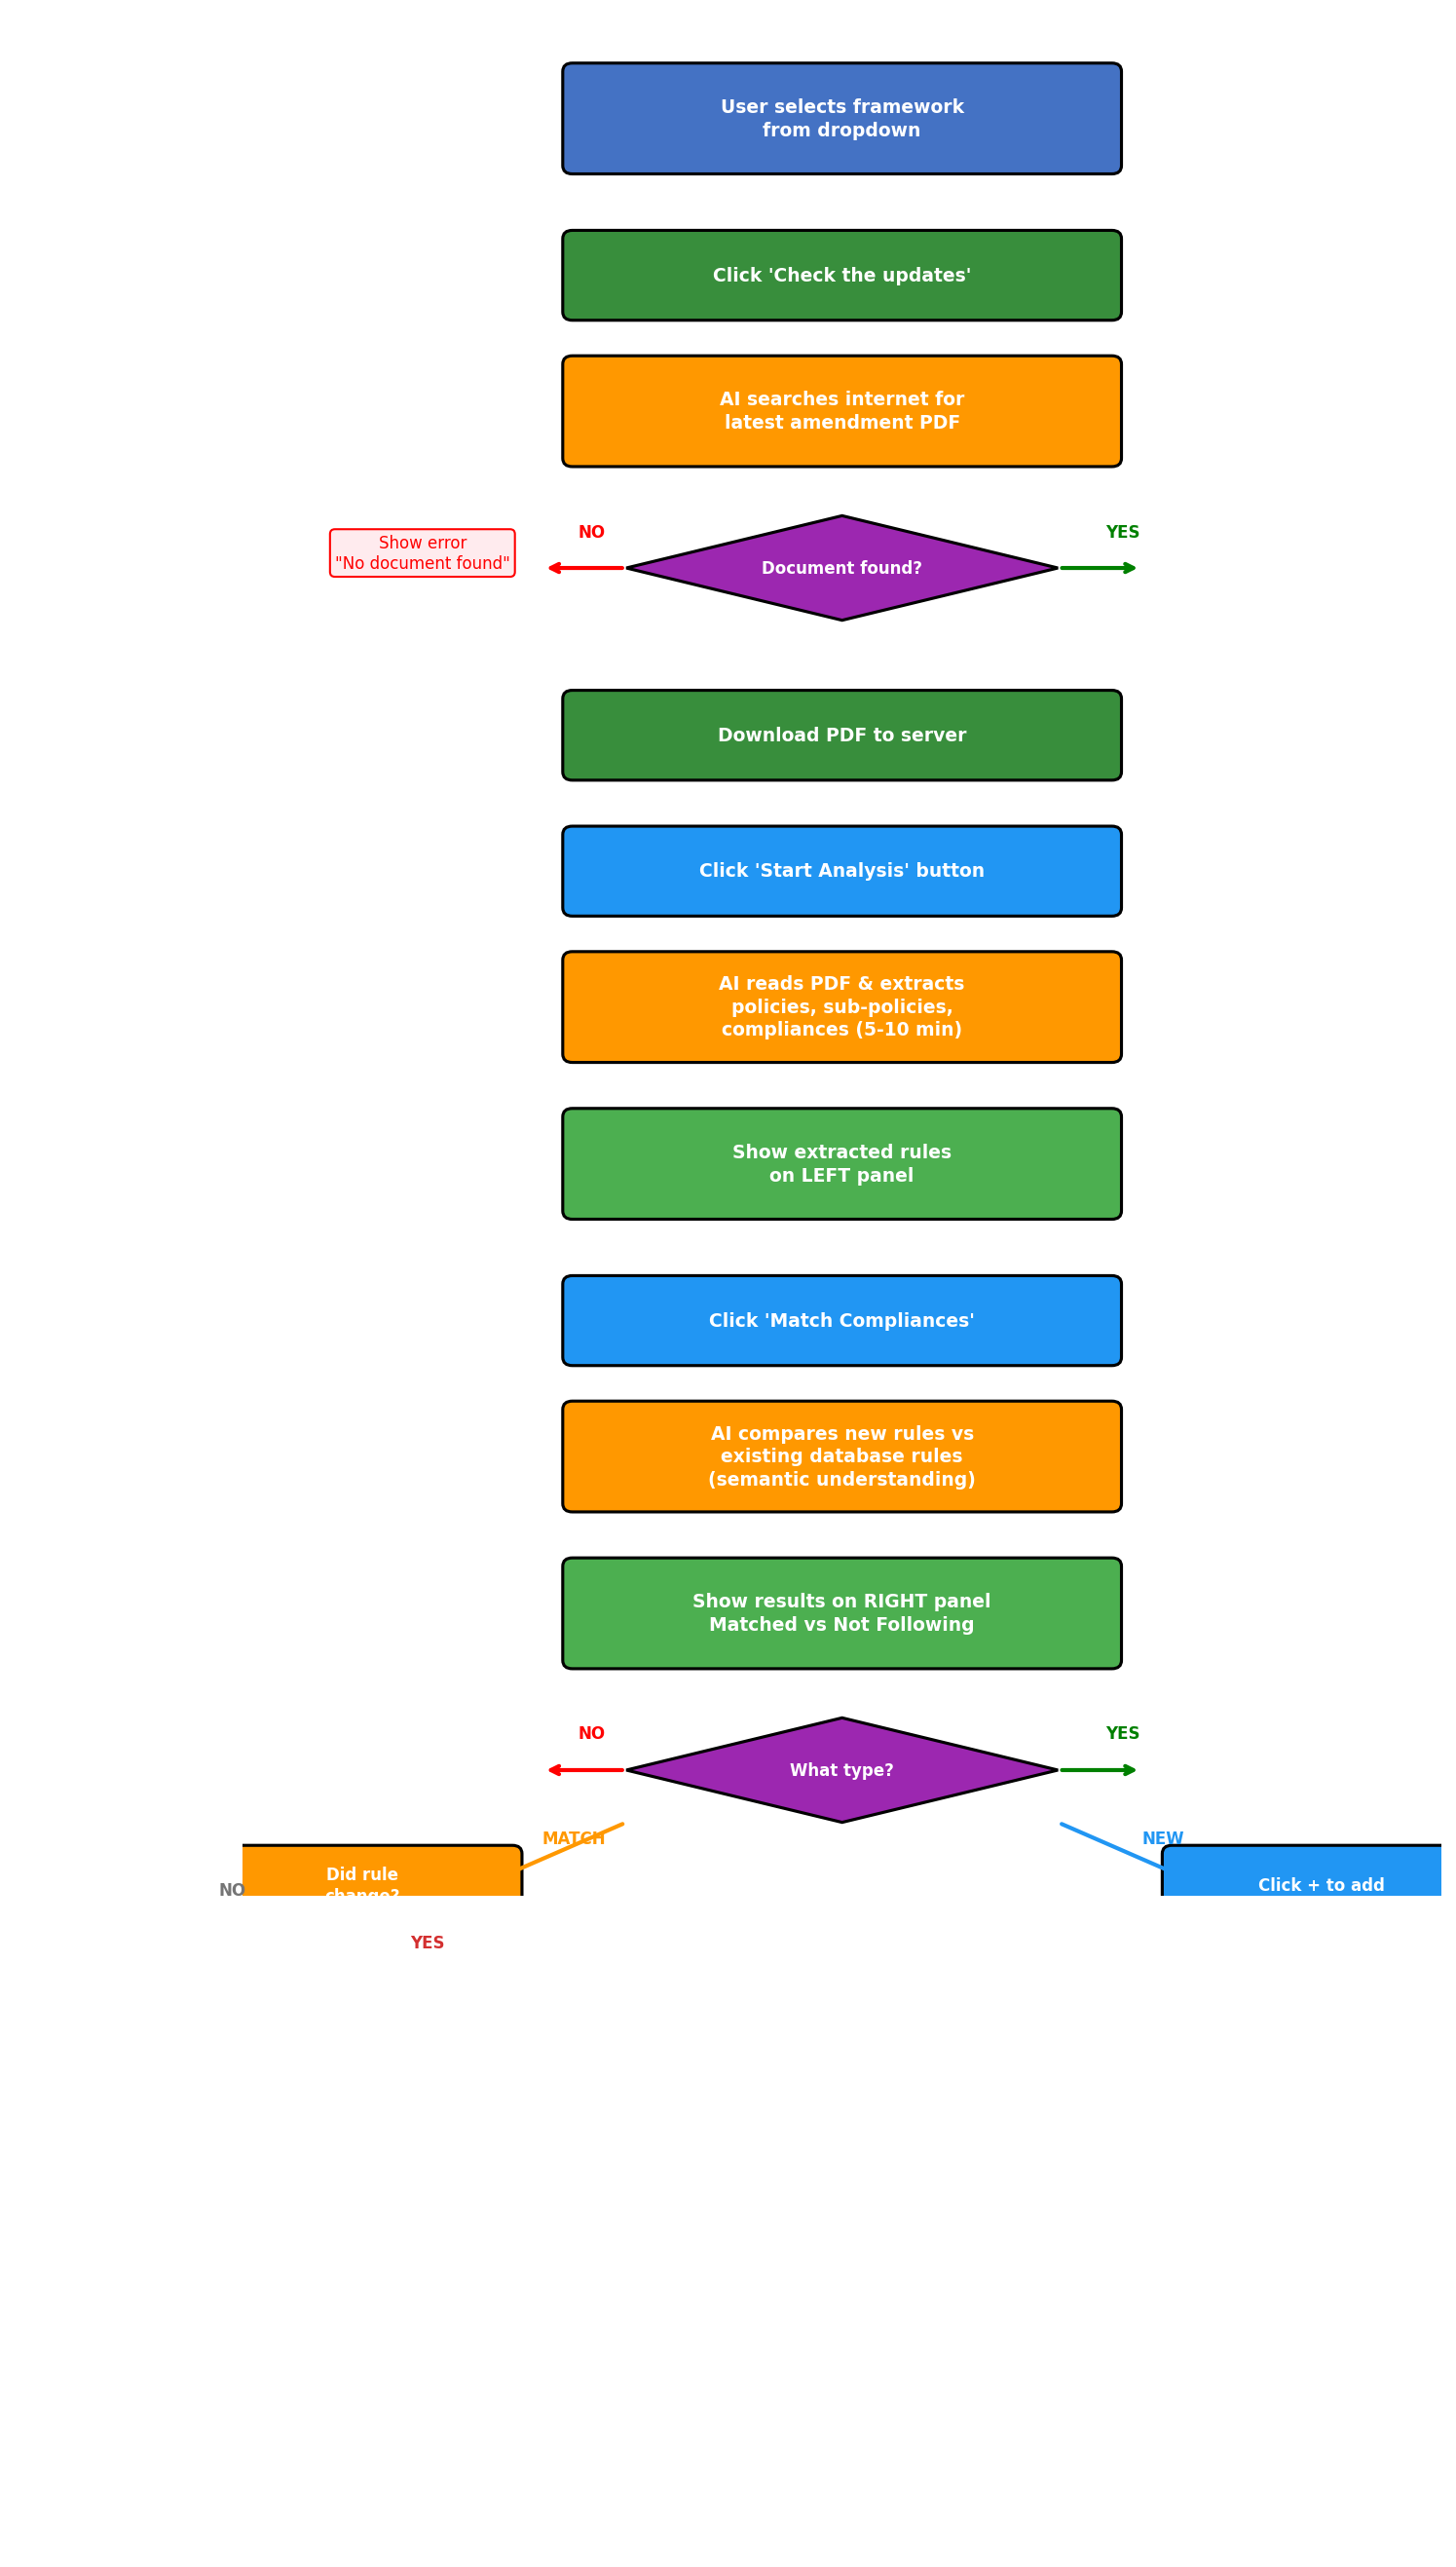 User selects framework
from dropdown
Click 'Check the updates'
AI searches internet for
latest amendment PDF
NO
YES
Show error
"No document found"
Document found?
Download PDF to server
Click 'Start Analysis' button
AI reads PDF & extracts
policies, sub-policies,
compliances (5-10 min)
Show extracted rules
on LEFT panel
Click 'Match Compliances'
AI compares new rules vs
existing database rules
(semantic understanding)
Show results on RIGHT panel
Matched vs Not Following
NO
YES
What type?
MATCH
NEW
Did rule
change?
Click + to add
NO
YES